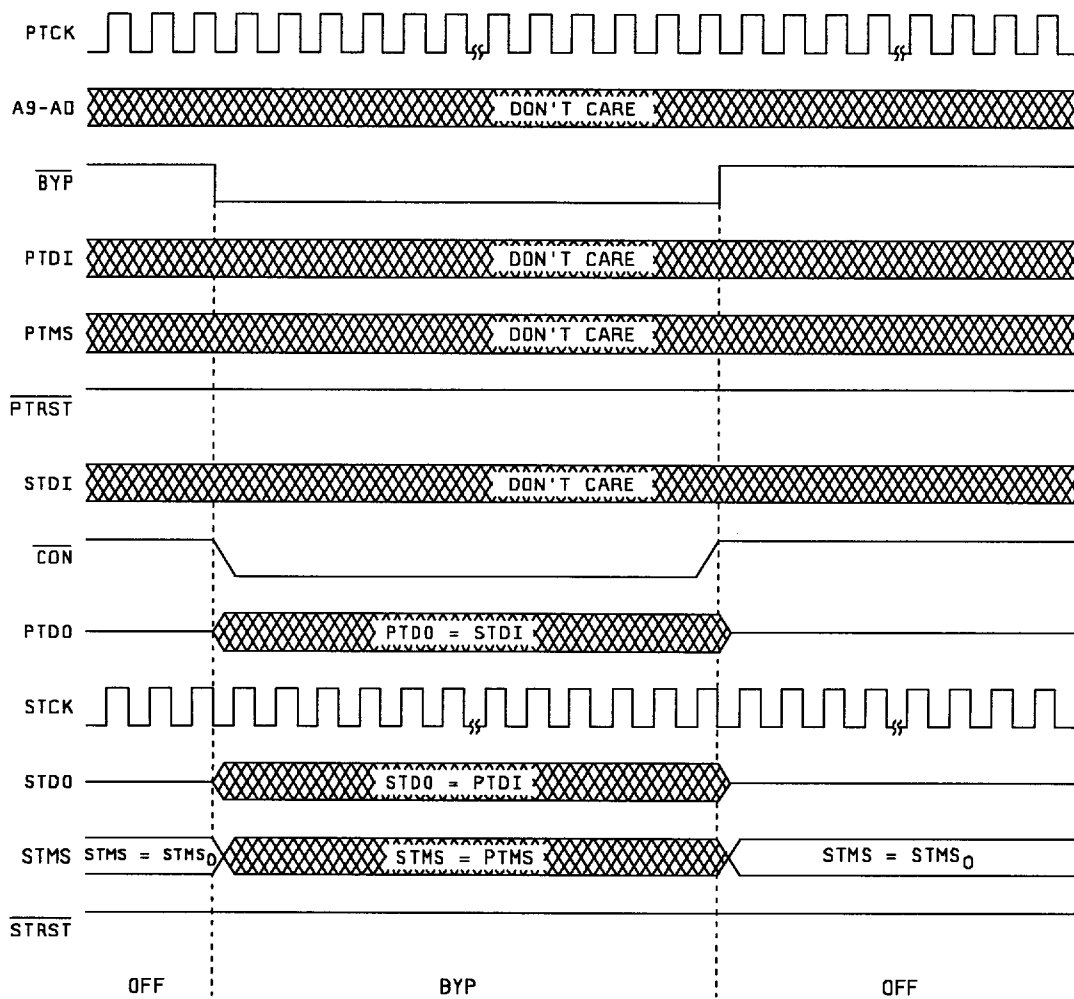 PTCK
A9-A0 DON'T CARE
BYP
PTDI DON'T CARE
PTMS DON'T CARE
PTRST
STDI DON'T CARE
CON
PTDO PTDO = STDI
STCK
STDO STDO = PTDI
STMS STMS = STMS0 STMS = PTMS STMS = STMS0
STRST
OFF BYP OFF